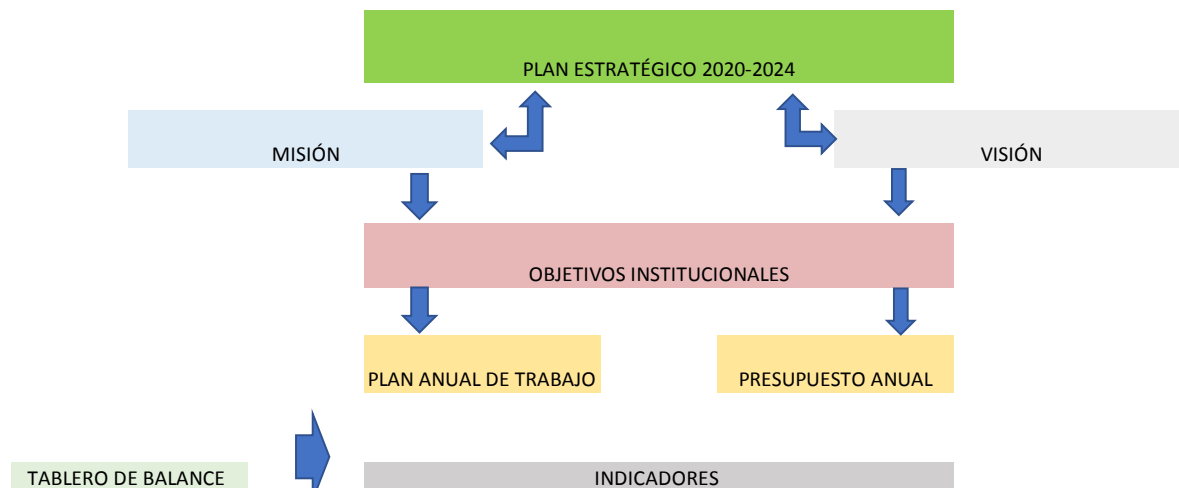 PLAN ESTRATÉGICO 2020-2024
MISIÓN
VISIÓN
OBJETIVOS INSTITUCIONALES
PLAN ANUAL DE TRABAJO
PRESUPUESTO ANUAL
TABLERO DE BALANCE
INDICADORES